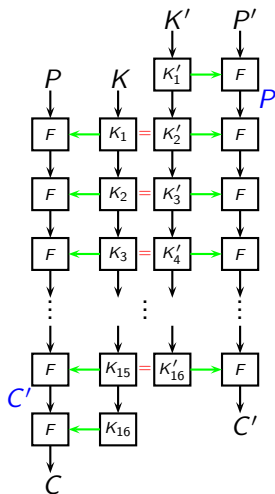 K′ P′
P K K′₁ F
P
F K₁ = K′₂ F
F K₂ = K′₃ F
F K₃ = K′₄ F
⋮ ⋮ ⋮
F K₁₅ = K′₁₆ F
C′
F K₁₆ C′
C